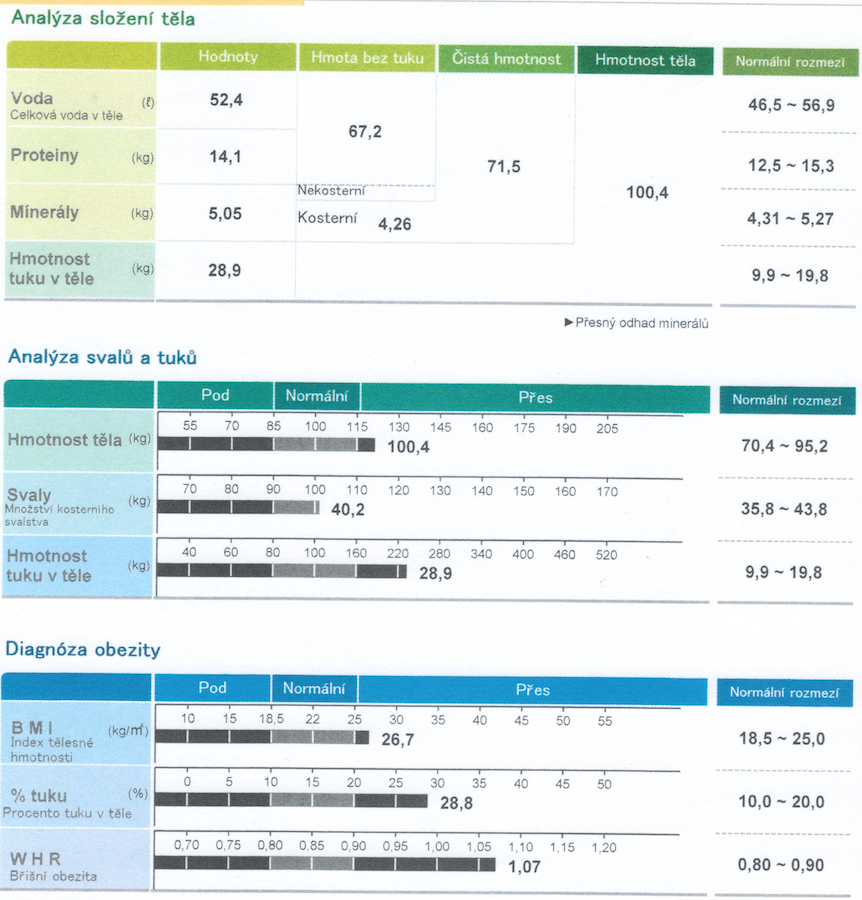 Analýza složení těla
Hodnoty Hmota bez tuku Čistá hmotnost Hmotnost těla Normální rozmezí
Voda (ℓ) 52,4 46,5 ~ 56,9
Celková voda v těle
67,2
Proteiny (kg) 14,1 12,5 ~ 15,3
71,5
Nekosterní
100,4
Mínerály (kg) 5,05 4,31 ~ 5,27
Kosterní 4,26
Hmotnost
tuku v těle (kg) 28,9 9,9 ~ 19,8
►Přesný odhad minerálů
Analýza svalů a tuků
Pod Normální Přes Normální rozmezí
55 70 85 100 115 130 145 160 175 190 205
Hmotnost těla (kg) 100,4 70,4 ~ 95,2
70 80 90 100 110 120 130 140 150 160 170
Svaly (kg) 40,2 35,8 ~ 43,8
Množství kosterního
svalstva
40 60 80 100 160 220 280 340 400 460 520
Hmotnost
tuku v těle (kg) 28,9 9,9 ~ 19,8
Diagnóza obezity
Pod Normální Přes Normální rozmezí
10 15 18,5 22 25 30 35 40 45 50 55
B M I (kg/㎡) 26,7 18,5 ~ 25,0
Index tělesné
hmotnosti
0 5 10 15 20 25 30 35 40 45 50
% tuku (%) 28,8 10,0 ~ 20,0
Procento tuku v těle
0,70 0,75 0,80 0,85 0,90 0,95 1,00 1,05 1,10 1,15 1,20
W H R 1,07 0,80 ~ 0,90
Břišní obezita